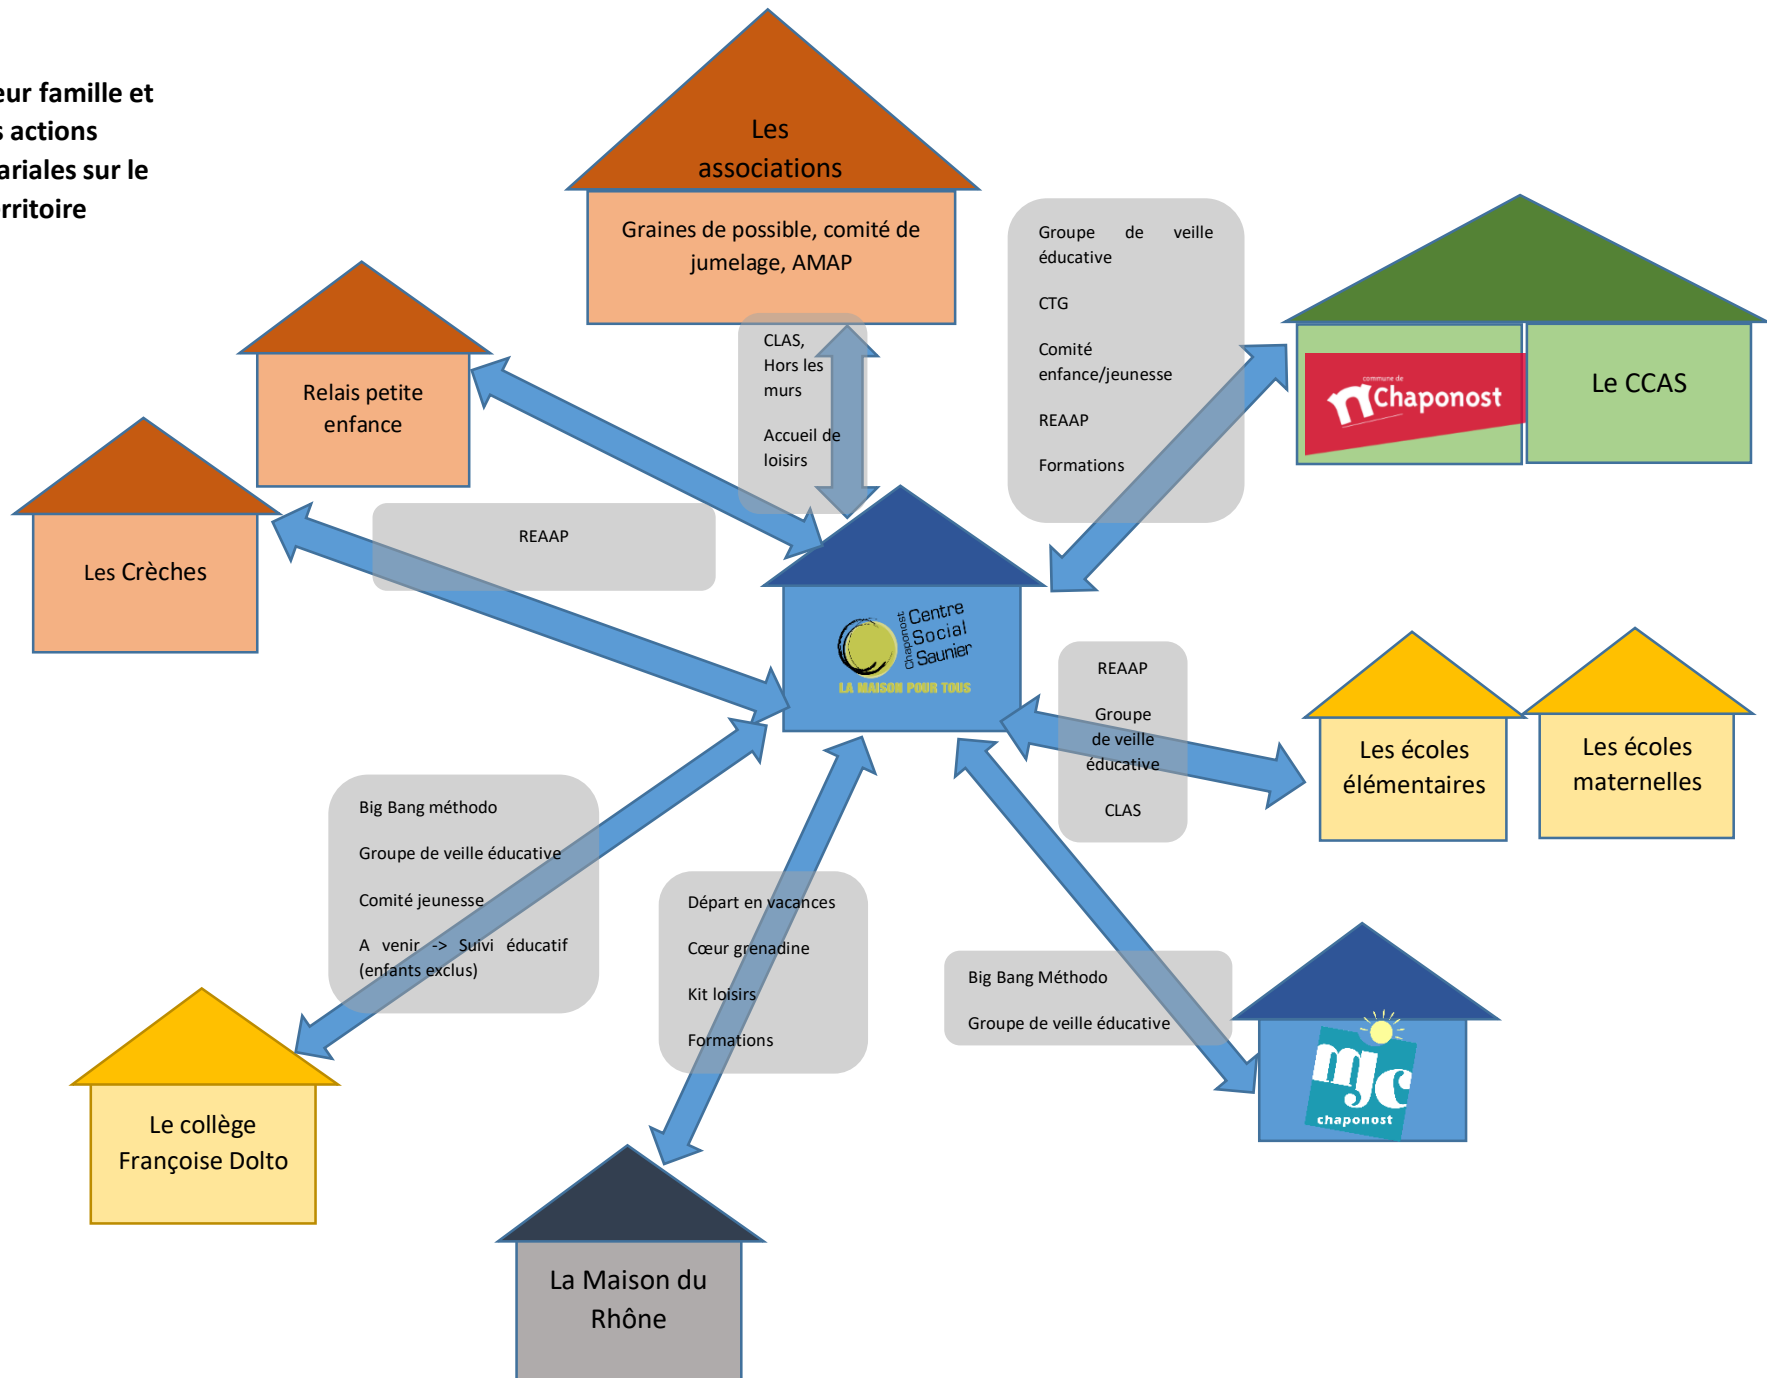 eur famille et
s actions
ariales sur le
erritoire
Les
associations
Graines de possible, comité de
jumelage, AMAP
Groupe de veille
éducative
CTG
Comité
enfance/jeunesse
REAAP
Formations
commune de
Chaponost
Le CCAS
CLAS,
Hors les
murs
Accueil de
loisirs
Relais petite
enfance
Les Crèches
REAAP
Chaponost
Centre
Social
Saunier
LA MAISON POUR TOUS
REAAP
Groupe
de veille
éducative
CLAS
Les écoles
élémentaires
Les écoles
maternelles
Big Bang méthodo
Groupe de veille éducative
Comité jeunesse
A venir -> Suivi éducatif
(enfants exclus)
Départ en vacances
Cœur grenadine
Kit loisirs
Formations
Big Bang Méthodo
Groupe de veille éducative
mjc
chaponost
Le collège
Françoise Dolto
La Maison du
Rhône